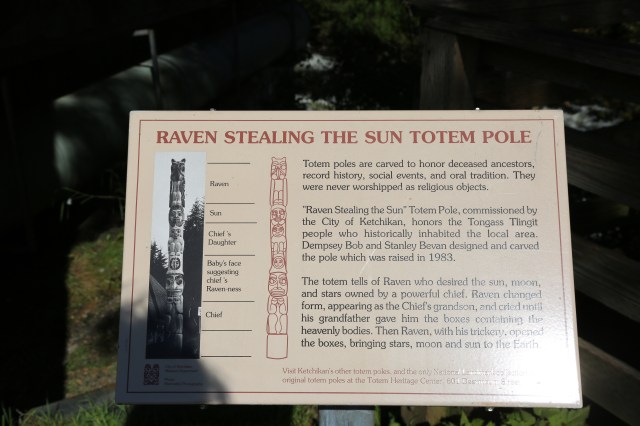 RAVEN STEALING THE SUN TOTEM POLE
Raven
Sun
Chief 's
Daughter
Baby's face
suggesting
chief 's
Raven-ness
Chief
Totem poles are carved to honor deceased ancestors,
record history, social events, and oral tradition. They
were never worshipped as religious objects.
"Raven Stealing the Sun" Totem Pole, commissioned by
the City of Ketchikan, honors the Tongass Tlingit
people who historically inhabited the local area.
Dempsey Bob and Stanley Bevan designed and carved
the pole which was raised in 1983.
The totem tells of Raven who desired the sun, moon,
and stars owned by a powerful chief. Raven changed
form, appearing as the Chief's grandson, and cried until
his grandfather gave him the boxes containing the
heavenly bodies. Then Raven, with his trickery, opened
the boxes, bringing stars, moon and sun to the Earth.
Visit Ketchikan's other totem poles, and the only National
original totem poles at the Totem Heritage Center, 601